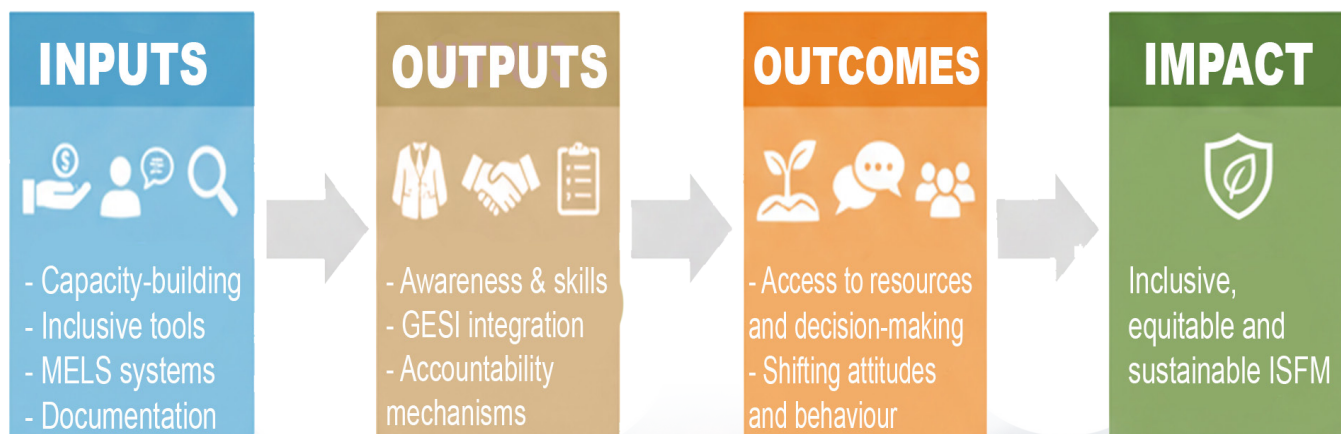 INPUTS
- Capacity-building
- Inclusive tools
- MELS systems
- Documentation
OUTPUTS
- Awareness & skills
- GESI integration
- Accountability
mechanisms
OUTCOMES
- Access to resources
and decision-making
- Shifting attitudes
and behaviour
IMPACT
Inclusive,
equitable and
sustainable ISFM